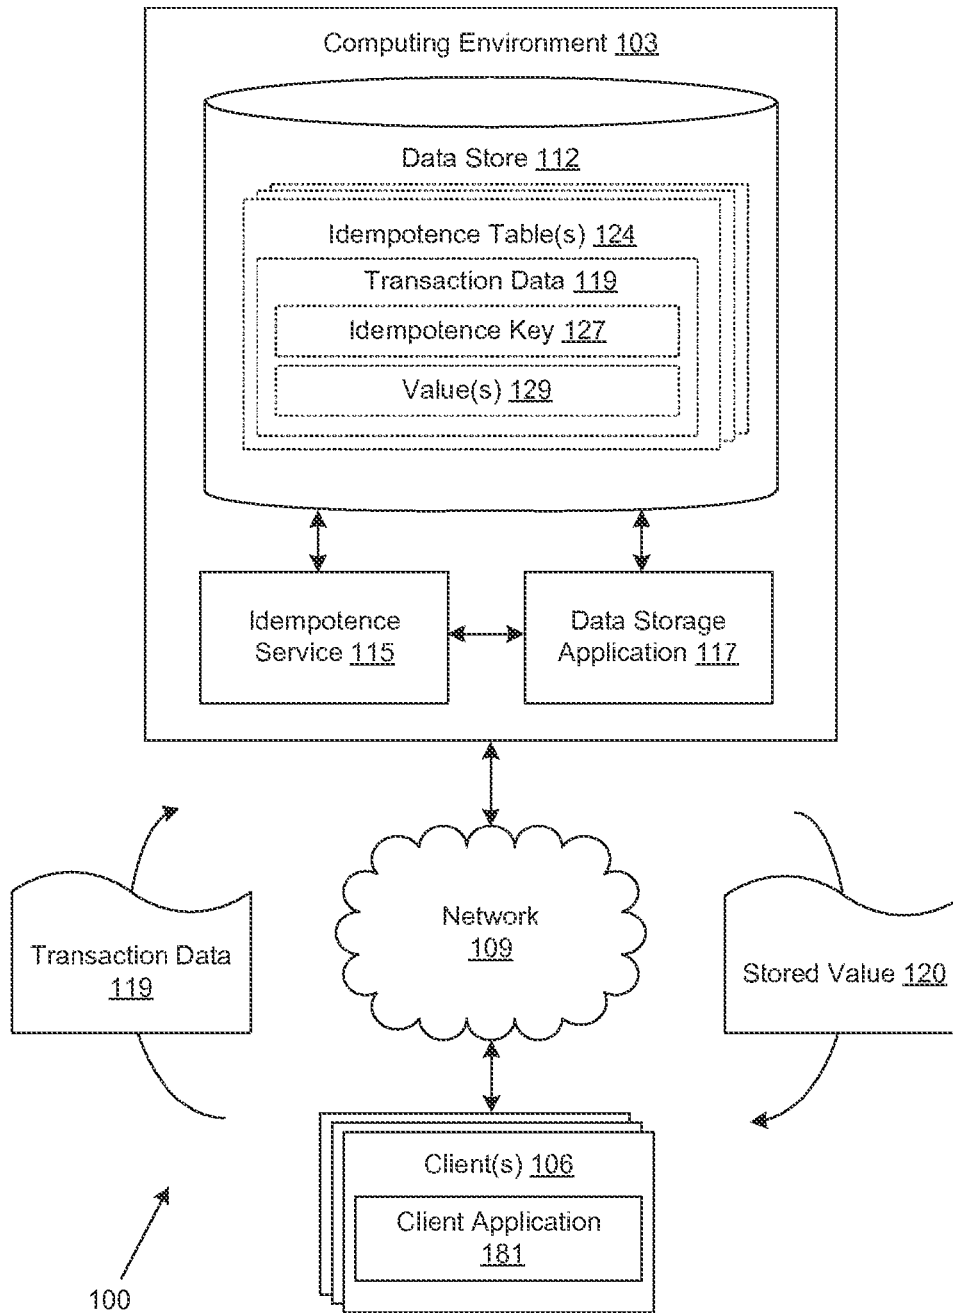 Computing Environment 103
Data Store 112
Idempotence Table(s) 124
Transaction Data 119
Idempotence Key 127
Value(s) 129
Idempotence
Service 115
Data Storage
Application 117
Network
109
Transaction Data
119
Stored Value 120
Client(s) 106
Client Application
181
100